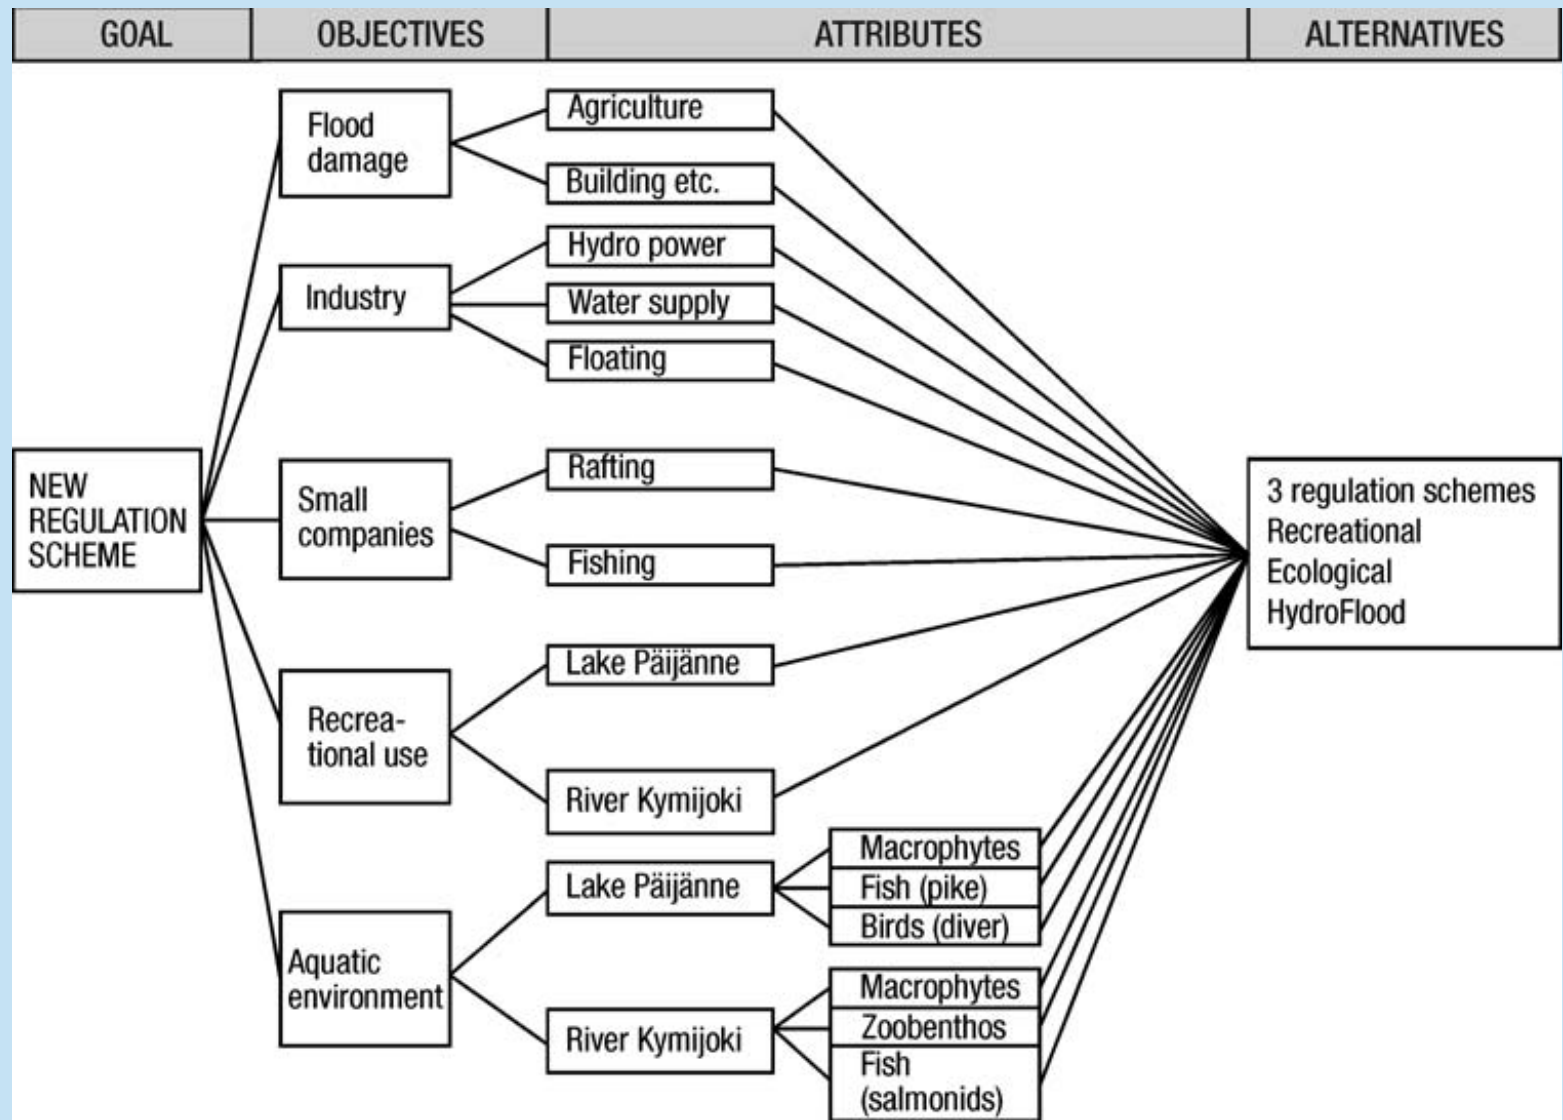 GOAL
OBJECTIVES
ATTRIBUTES
ALTERNATIVES
NEW
REGULATION
SCHEME
Flood
damage
Industry
Small
companies
Recrea-
tional use
Aquatic
environment
Agriculture
Building etc.
Hydro power
Water supply
Floating
Rafting
Fishing
Lake Päijänne
River Kymijoki
Lake Päijänne
Macrophytes
Fish (pike)
Birds (diver)
River Kymijoki
Macrophytes
Zoobenthos
Fish
(salmonids)
3 regulation schemes
Recreational
Ecological
HydroFlood